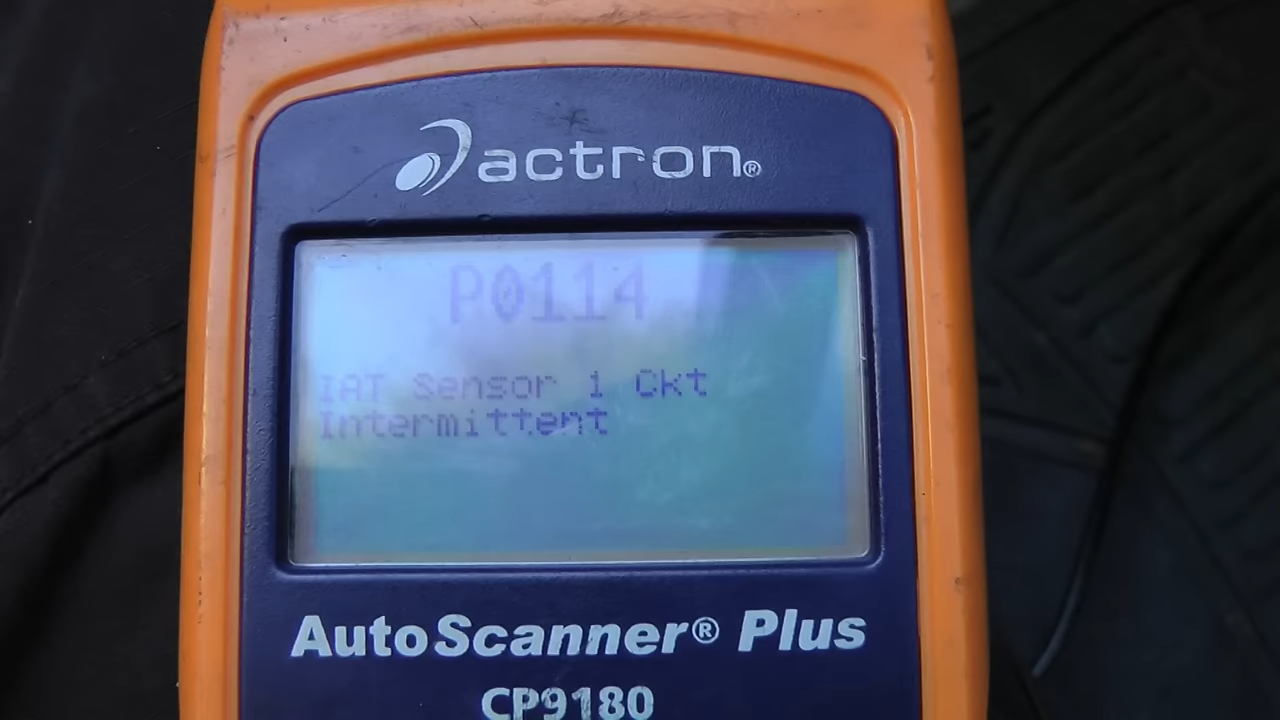 actron®
P0114
IAT Sensor 1 Ckt
Intermittent
AutoScanner® Plus
CP9180